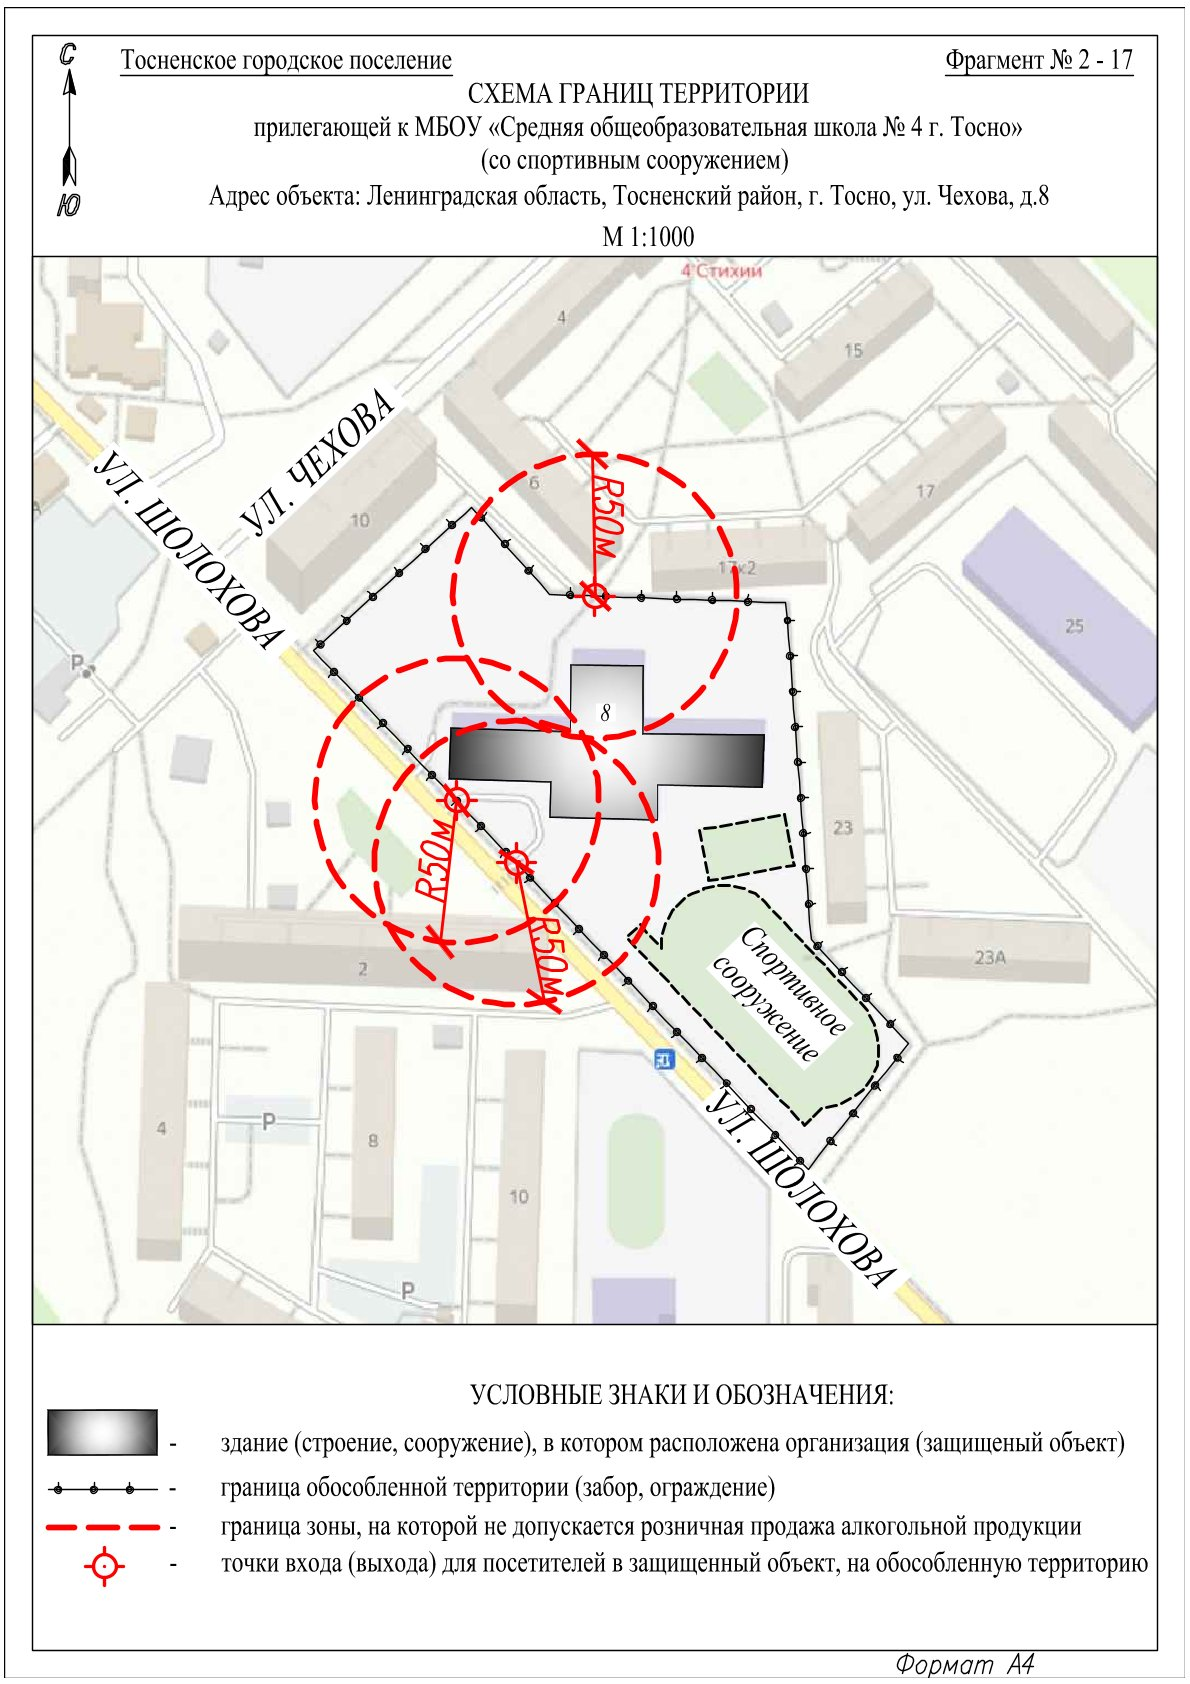 С
Ю
Тосненское городское поселение
Фрагмент № 2 - 17
СХЕМА ГРАНИЦ ТЕРРИТОРИИ
прилегающей к МБОУ «Средняя общеобразовательная школа № 4 г. Тосно»
(со спортивным сооружением)
Адрес объекта: Ленинградская область, Тосненский район, г. Тосно, ул. Чехова, д.8
М 1:1000
4 Стихии
4
15
УЛ. ЧЕХОВА
УЛ. ШОЛОХОВА
6
R50м
17
10
17к2
25
P
8
23
R50м
R50м
Спортивное
сооружение
23А
2
4
P
8
10
УЛ. ШОЛОХОВА
P
УСЛОВНЫЕ ЗНАКИ И ОБОЗНАЧЕНИЯ:
- здание (строение, сооружение), в котором расположена организация (защищеный объект)
- граница обособленной территории (забор, ограждение)
- граница зоны, на которой не допускается розничная продажа алкогольной продукции
- точки входа (выхода) для посетителей в защищенный объект, на обособленную территорию
Формат А4